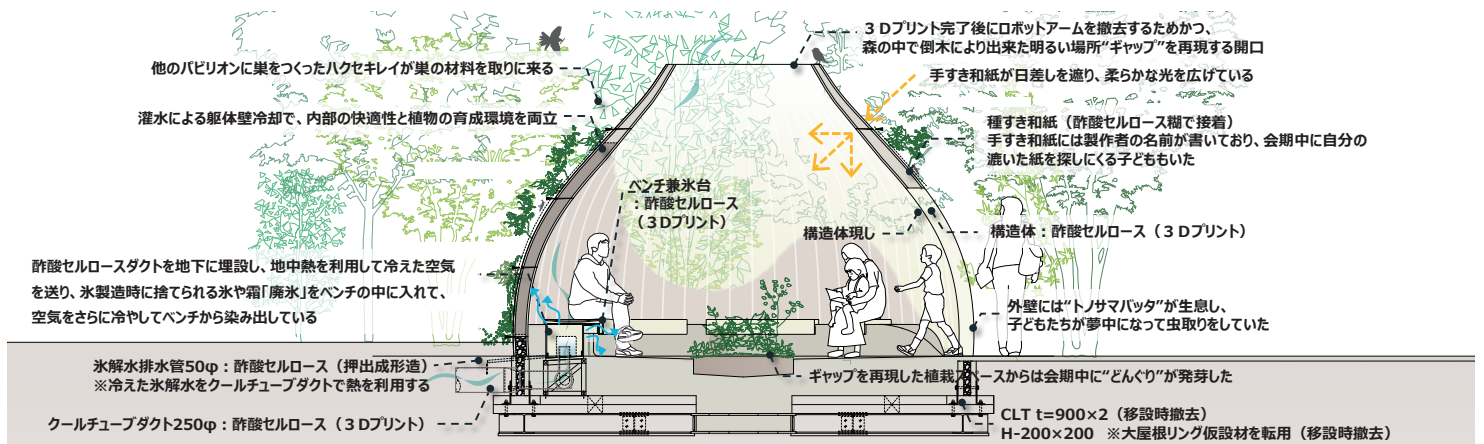 3Dプリント完了後にロボットアームを撤去するためかつ、
森の中で倒木により出来た明るい場所“ギャップ”を再現する開口
他のパビリオンに巣をつくったハクセキレイが巣の材料を取りに来る
手すき和紙が日差しを遮り、柔らかな光を広げている
灌水による躯体壁冷却で、内部の快適性と植物の育成環境を両立
種すき和紙（酢酸セルロース糊で接着）
手すき和紙には製作者の名前が書いており、会期中に自分の
漉いた紙を探しにくる子どももいた
ベンチ兼氷台
：酢酸セルロース
（3Dプリント）
構造体現し
構造体：酢酸セルロース（3Dプリント）
酢酸セルロースダクトを地下に埋設し、地中熱を利用して冷えた空気
を送り、氷製造時に捨てられる氷や霜「廃氷」をベンチの中に入れて、
空気をさらに冷やしてベンチから染み出している
外壁には“トノサマバッタ”が生息し、
子どもたちが夢中になって虫取りをしていた
氷解水排水管50φ：酢酸セルロース（押出成形造）
※冷えた氷解水をクールチューブダクトで熱を利用する
ギャップを再現した植栽スペースからは会期中に“どんぐり”が発芽した
クールチューブダクト250φ：酢酸セルロース（3Dプリント）
CLT t=900×2（移設時撤去）
H-200×200 ※大屋根リング仮設材を転用（移設時撤去）